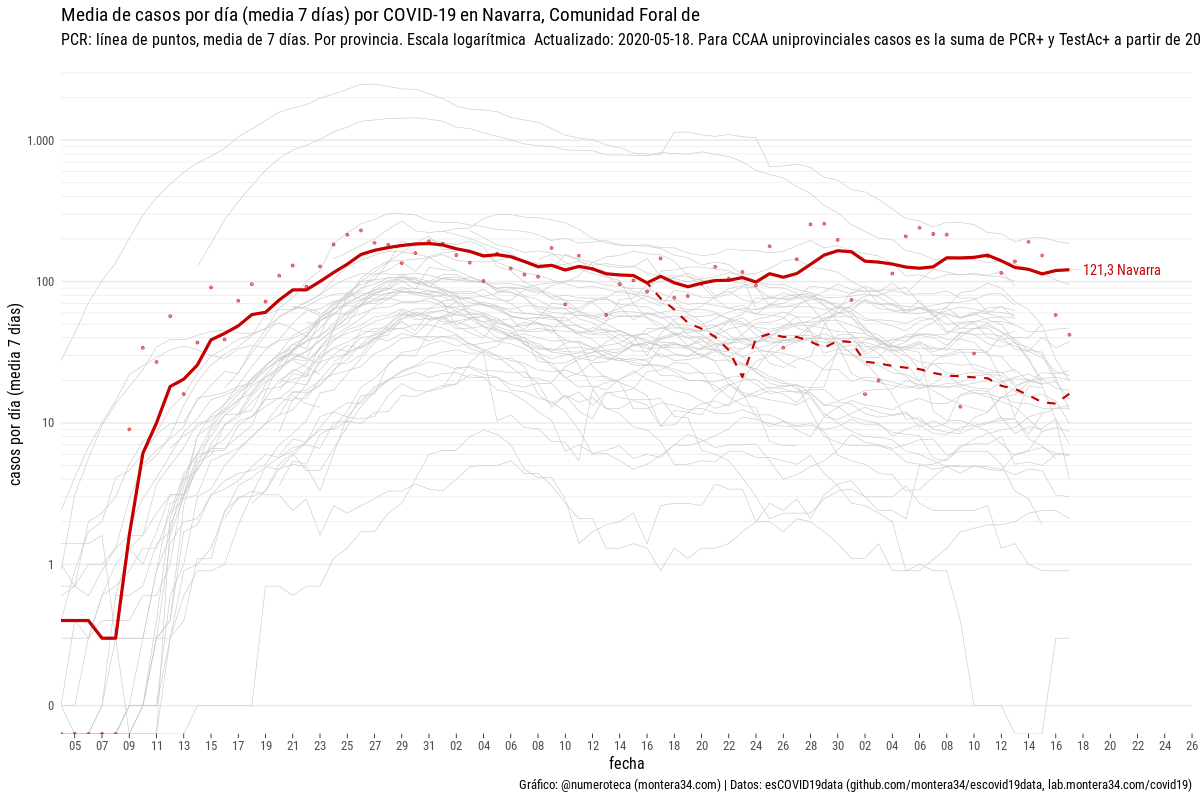 Media de casos por día (media 7 días) por COVID-19 en Navarra, Comunidad Foral de
PCR: línea de puntos, media de 7 días. Por provincia. Escala logarítmica  Actualizado: 2020-05-18. Para CCAA uniprovinciales casos es la suma de PCR+ y TestAc+ a partir de 20
casos por día (media 7 días)
1.000
100
10
1
0
121,3 Navarra
05 07 09 11 13 15 17 19 21 23 25 27 29 31 02 04 06 08 10 12 14 16 18 20 22 24 26 28 30 02 04 06 08 10 12 14 16 18 20 22 24 26
fecha
Gráfico: @numeroteca (montera34.com) | Datos: esCOVID19data (github.com/montera34/escovid19data, lab.montera34.com/covid19)